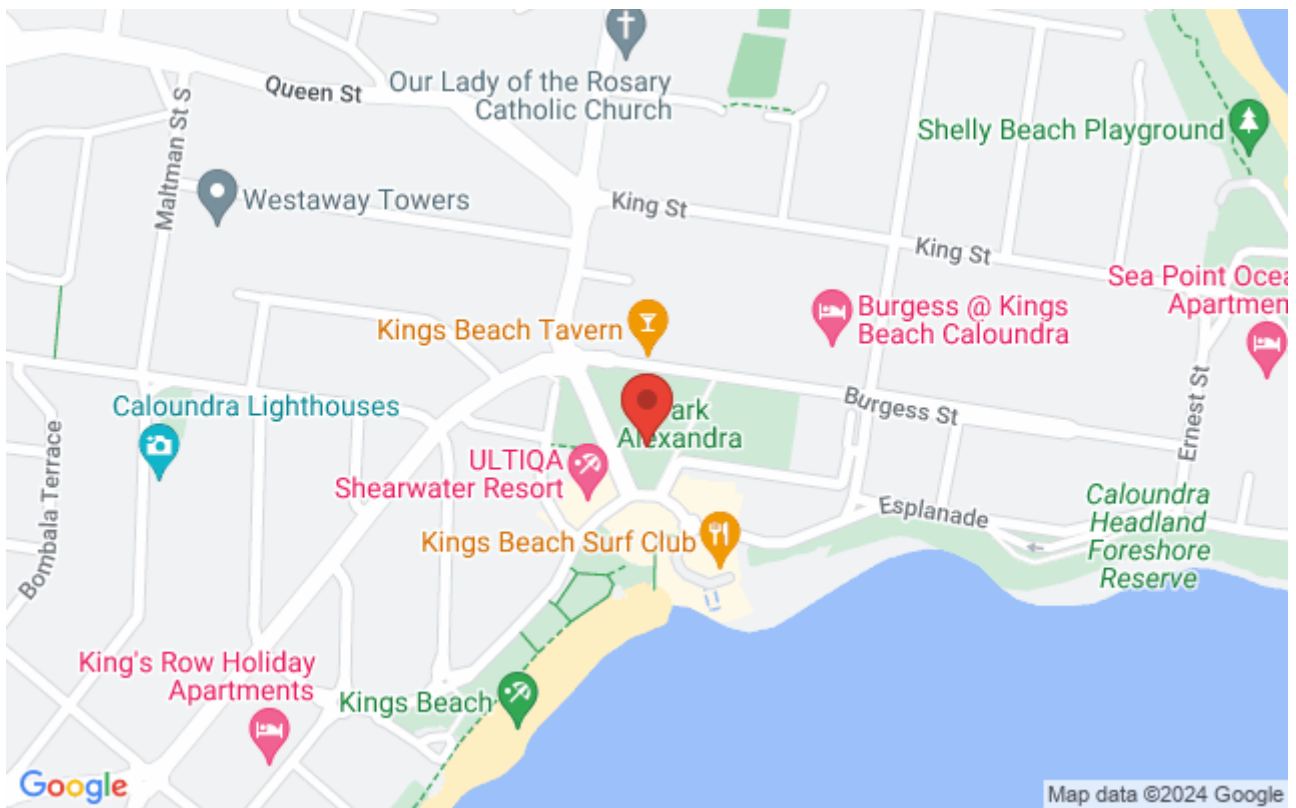 Our Lady of the Rosary
Catholic Church
Queen St
Maltman St S
Shelly Beach Playground
Westaway Towers
King St
King St
Sea Point Ocea
Apartmen
Burgess @ Kings
Beach Caloundra
Kings Beach Tavern
Caloundra Lighthouses
ark
Alexandra
Burgess St
Ernest St
Bombala Terrace
ULTIQA
Shearwater Resort
Esplanade
Caloundra
Headland
Foreshore
Reserve
Kings Beach Surf Club
King's Row Holiday
Apartments
Kings Beach
Google
Map data ©2024 Google